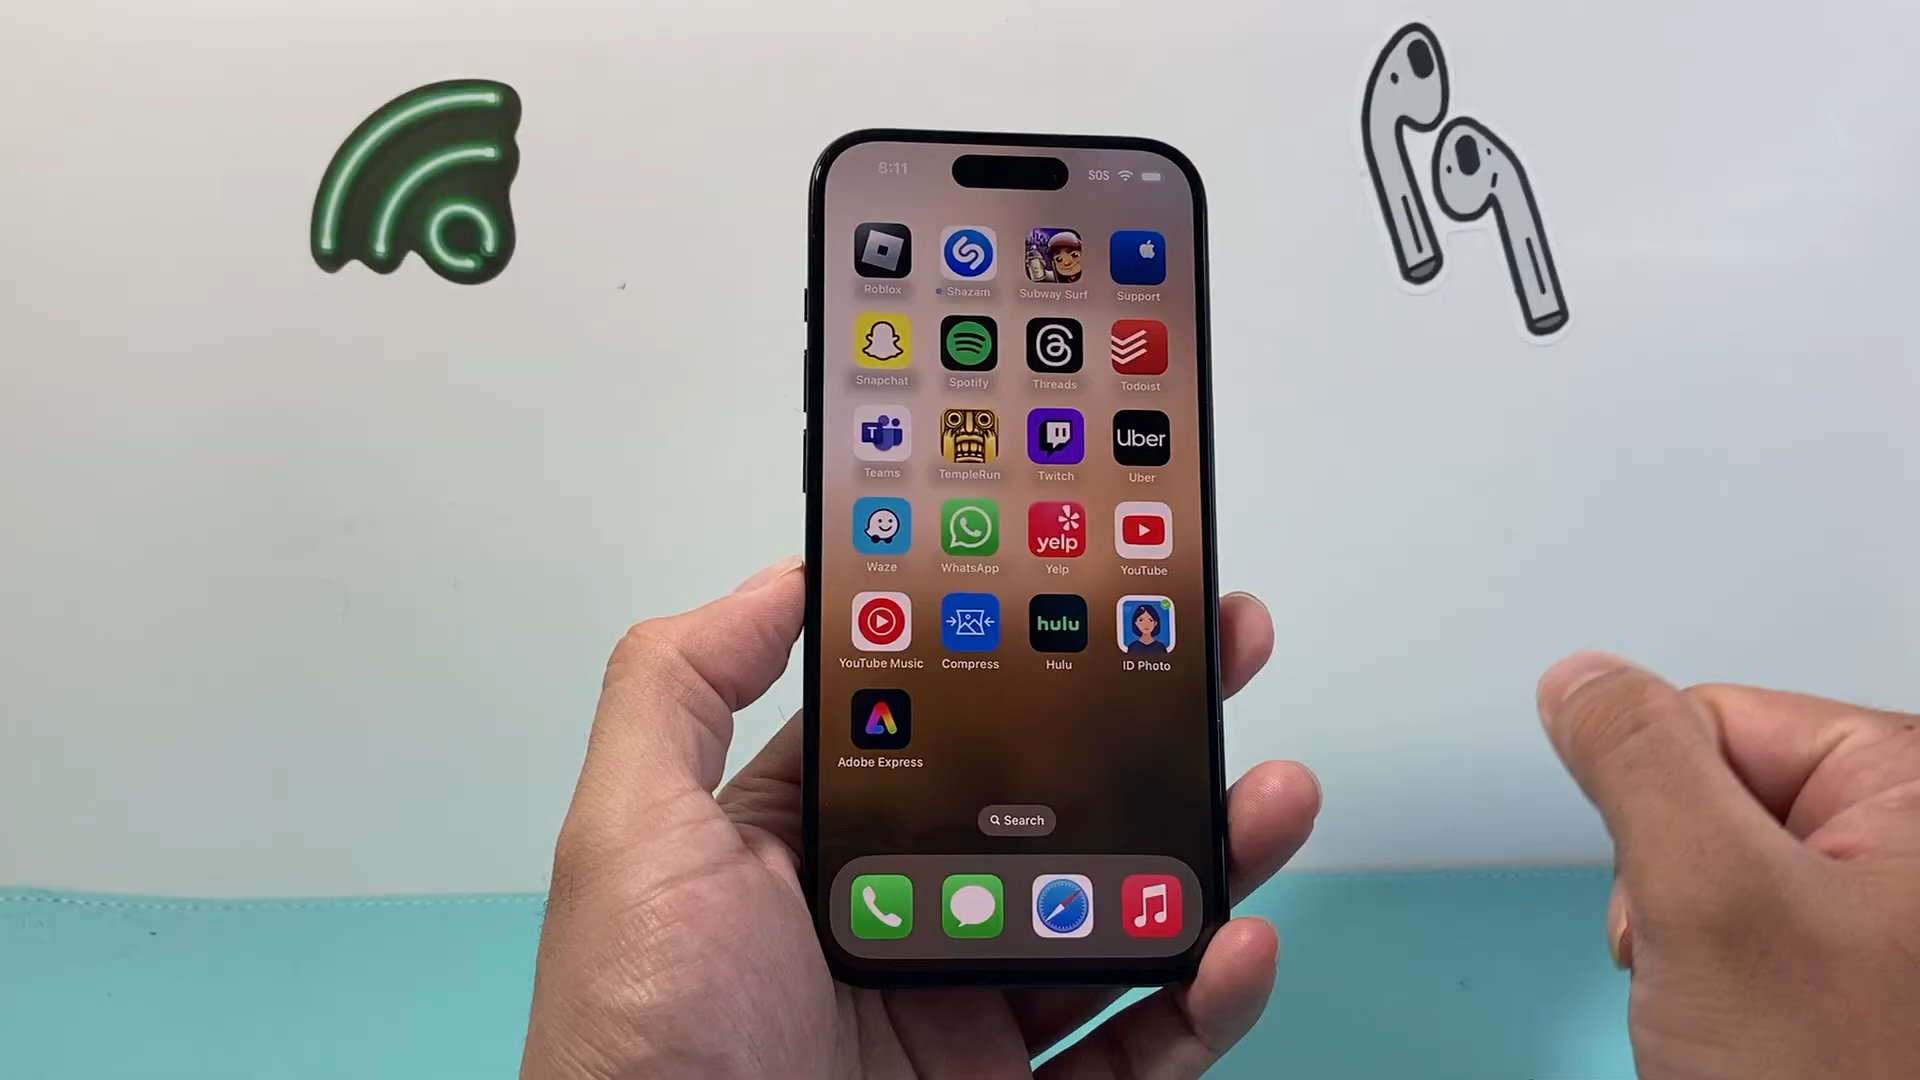 8:11 SOS
Roblox Shazam Subway Surf Support
Snapchat Spotify Threads Todoist
T Uber
Teams TempleRun Twitch Uber
yelp
Waze WhatsApp Yelp YouTube
hulu
YouTube Music Compress Hulu ID Photo
Adobe Express
Search